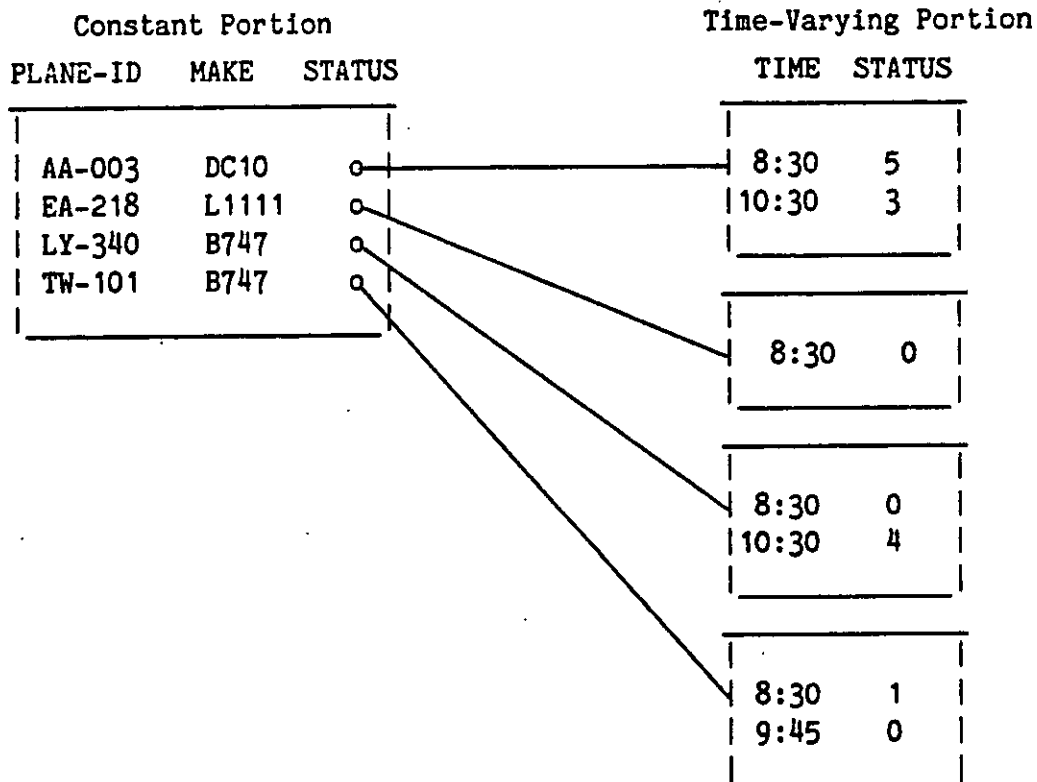 Constant Portion
PLANE-ID MAKE STATUS
AA-003 DC10
EA-218 L1111
LY-340 B747
TW-101 B747
Time-Varying Portion
TIME STATUS
8:30 5
10:30 3
8:30 0
8:30 0
10:30 4
8:30 1
9:45 0